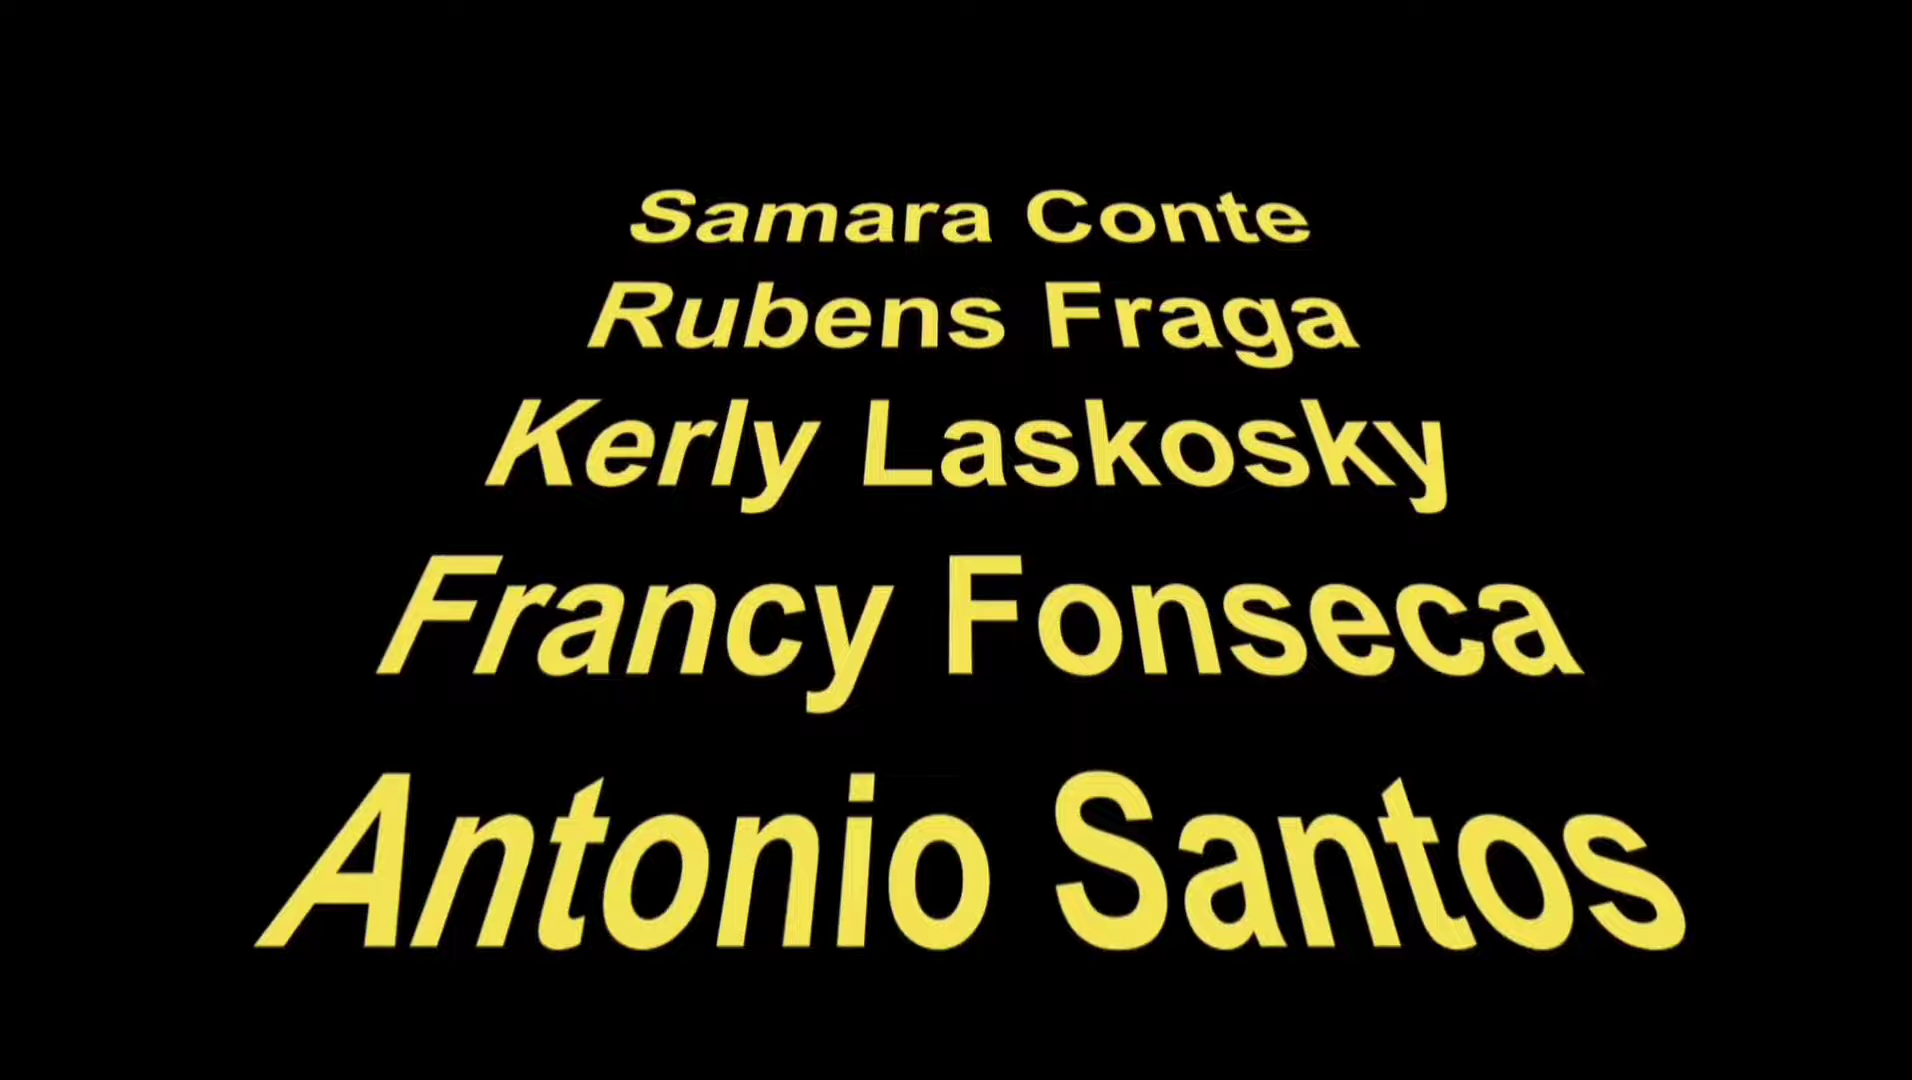 Samara Conte
Rubens Fraga
Kerly Laskosky
Francy Fonseca
Antonio Santos